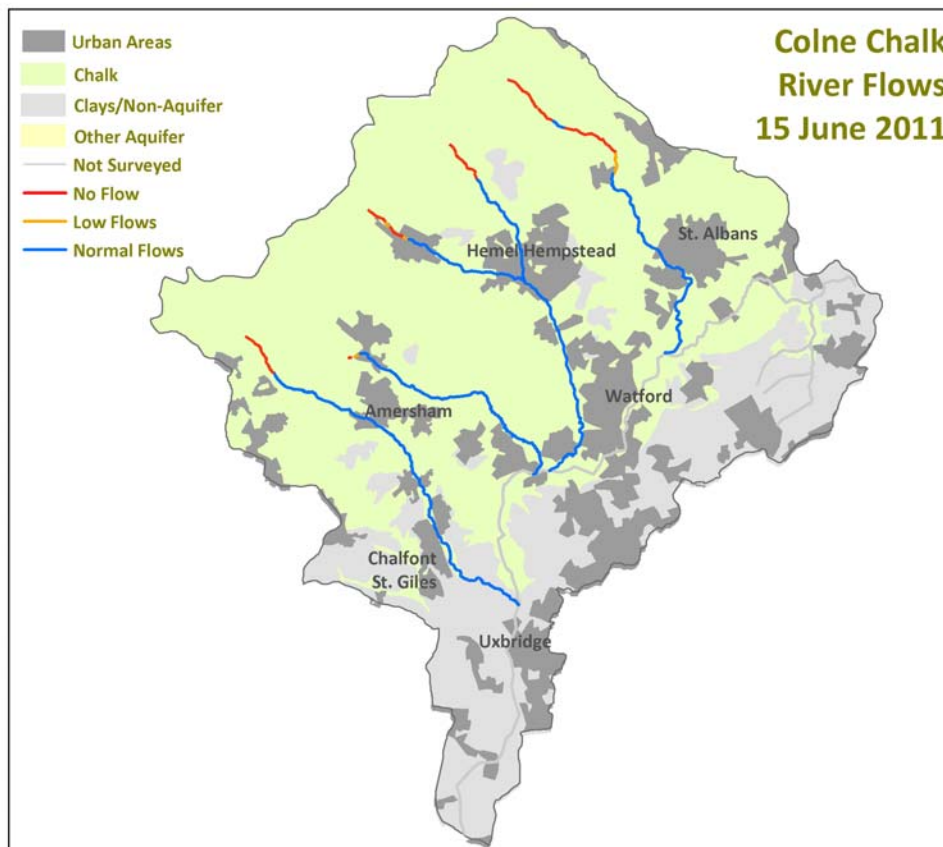 Urban Areas
Chalk
Clays/Non-Aquifer
Other Aquifer
Not Surveyed
No Flow
Low Flows
Normal Flows
Colne Chalk
River Flows
15 June 2011
St. Albans
Hemel Hempstead
Watford
Amersham
Chalfont
St. Giles
Uxbridge